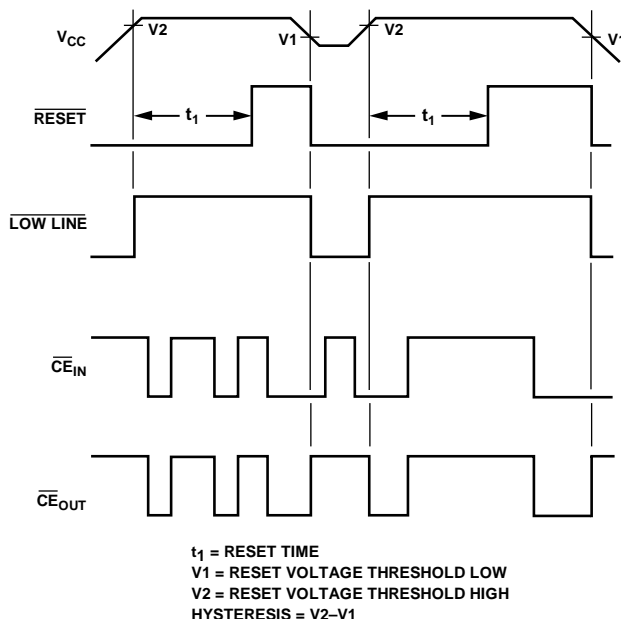 V2 V1 V2 V1
VCC
t1 t1
RESET
LOW LINE
CEIN
CEOUT
t1 = RESET TIME
V1 = RESET VOLTAGE THRESHOLD LOW
V2 = RESET VOLTAGE THRESHOLD HIGH
HYSTERESIS = V2–V1